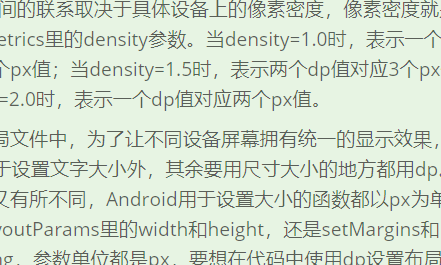 间的联系取决于具体设备上的像素密度，像素密度就
etrics里的density参数。当density=1.0时，表示一个
个px值；当density=1.5时，表示两个dp值对应3个px
=2.0时，表示一个dp值对应两个px值。
局文件中，为了让不同设备屏幕拥有统一的显示效果，
于设置文字大小外，其余要用尺寸大小的地方都用dp。
又有所不同，Android用于设置大小的函数都以px为单
youtParams里的width和height，还是setMargins和
参数单位都是px，要想在代码中使用dp设置布局